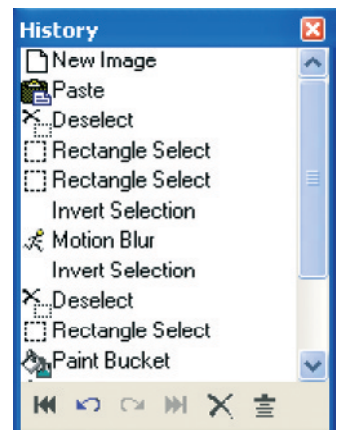 History
New Image
Paste
Deselect
Rectangle Select
Rectangle Select
Invert Selection
Motion Blur
Invert Selection
Deselect
Rectangle Select
Paint Bucket